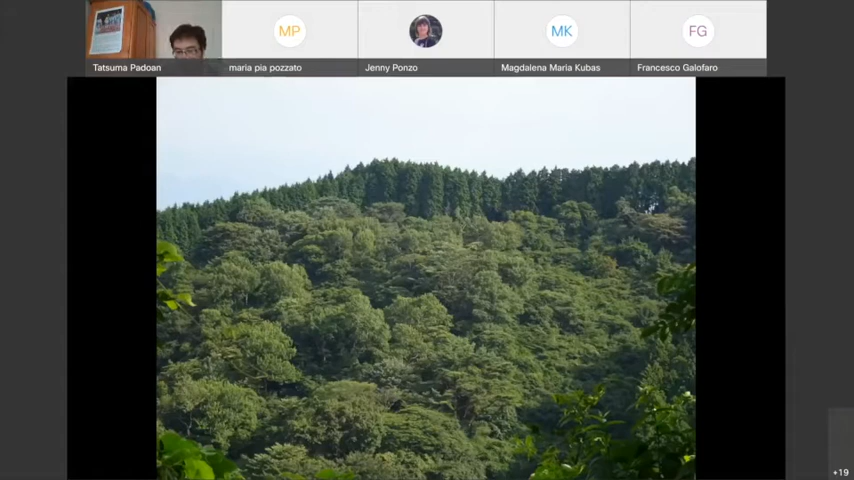 MP
MK
FG
Tatsuma Padoan
maria pia pozzato
Jenny Ponzo
Magdalena Maria Kubas
Francesco Galofaro
+19